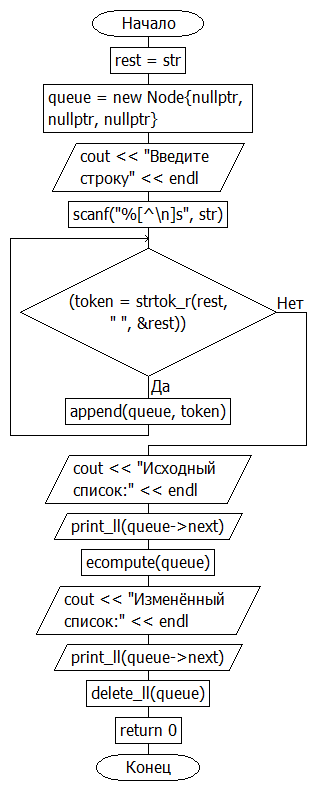 Начало
rest = str
queue = new Node{nullptr,
nullptr, nullptr}
cout << "Введите
строку" << endl
scanf("%[^\n]s", str)
(token = strtok_r(rest,
" ", &rest))
Нет
Да
append(queue, token)
cout << "Исходный
список:" << endl
print_ll(queue->next)
ecompute(queue)
cout << "Изменённый
список:" << endl
print_ll(queue->next)
delete_ll(queue)
return 0
Конец